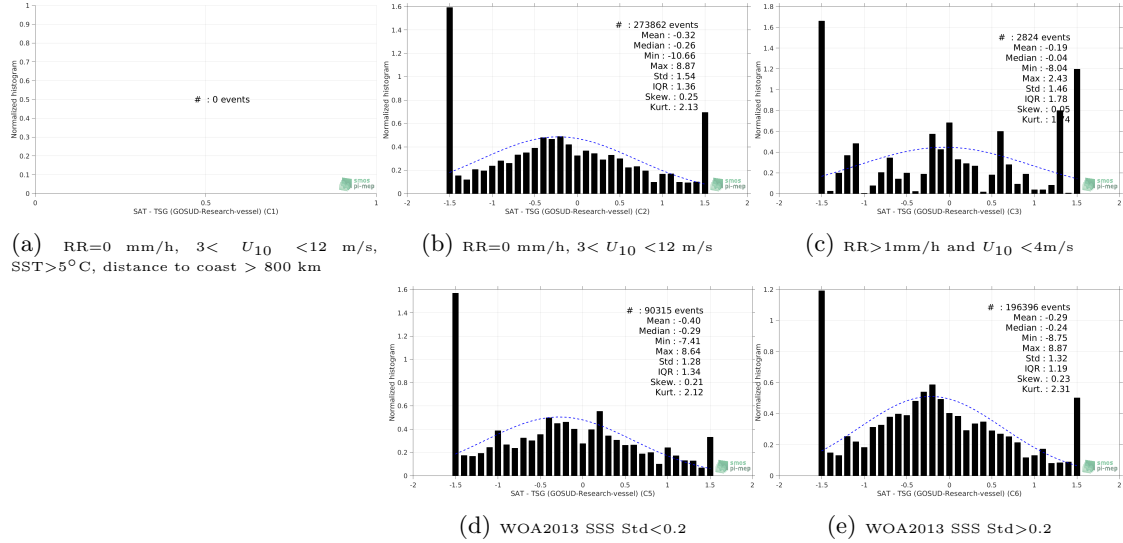 1
0.9
0.8
0.7
0.6
0.5
0.4
0.3
0.2
0.1
0
0 0.5 1
Normalized histogram
# : 0 events
smos
pi-mep
SAT - TSG (GOSUD-Research-vessel) (C1)
(a) RR=0 mm/h, 3< U10 <12 m/s,
SST>5°C, distance to coast > 800 km
1.6
1.4
1.2
1
0.8
0.6
0.4
0.2
0
-2 -1.5 -1 -0.5 0 0.5 1 1.5 2
Normalized histogram
# : 273862 events
Mean : -0.32
Median : -0.26
Min : -10.66
Max : 8.87
Std : 1.54
IQR : 1.36
Skew. : 0.25
Kurt. : 2.13
smos
pi-mep
SAT - TSG (GOSUD-Research-vessel) (C2)
(b) RR=0 mm/h, 3< U10 <12 m/s
1.8
1.6
1.4
1.2
1
0.8
0.6
0.4
0.2
0
-2 -1.5 -1 -0.5 0 0.5 1 1.5 2
Normalized histogram
# : 2824 events
Mean : -0.19
Median : -0.04
Min : -8.04
Max : 2.43
Std : 1.46
IQR : 1.78
Skew. : 0.05
Kurt. : 1.74
smos
pi-mep
SAT - TSG (GOSUD-Research-vessel) (C3)
(c) RR>1mm/h and U10 <4m/s
1.6
1.4
1.2
1
0.8
0.6
0.4
0.2
0
-2 -1.5 -1 -0.5 0 0.5 1 1.5 2
Normalized histogram
# : 90315 events
Mean : -0.40
Median : -0.29
Min : -7.41
Max : 8.64
Std : 1.28
IQR : 1.34
Skew. : 0.21
Kurt. : 2.12
smos
pi-mep
SAT - TSG (GOSUD-Research-vessel) (C5)
(d) WOA2013 SSS Std<0.2
1.2
1
0.8
0.6
0.4
0.2
0
-2 -1.5 -1 -0.5 0 0.5 1 1.5 2
Normalized histogram
# : 196396 events
Mean : -0.29
Median : -0.24
Min : -8.75
Max : 8.87
Std : 1.32
IQR : 1.19
Skew. : 0.23
Kurt. : 2.31
smos
pi-mep
SAT - TSG (GOSUD-Research-vessel) (C6)
(e) WOA2013 SSS Std>0.2